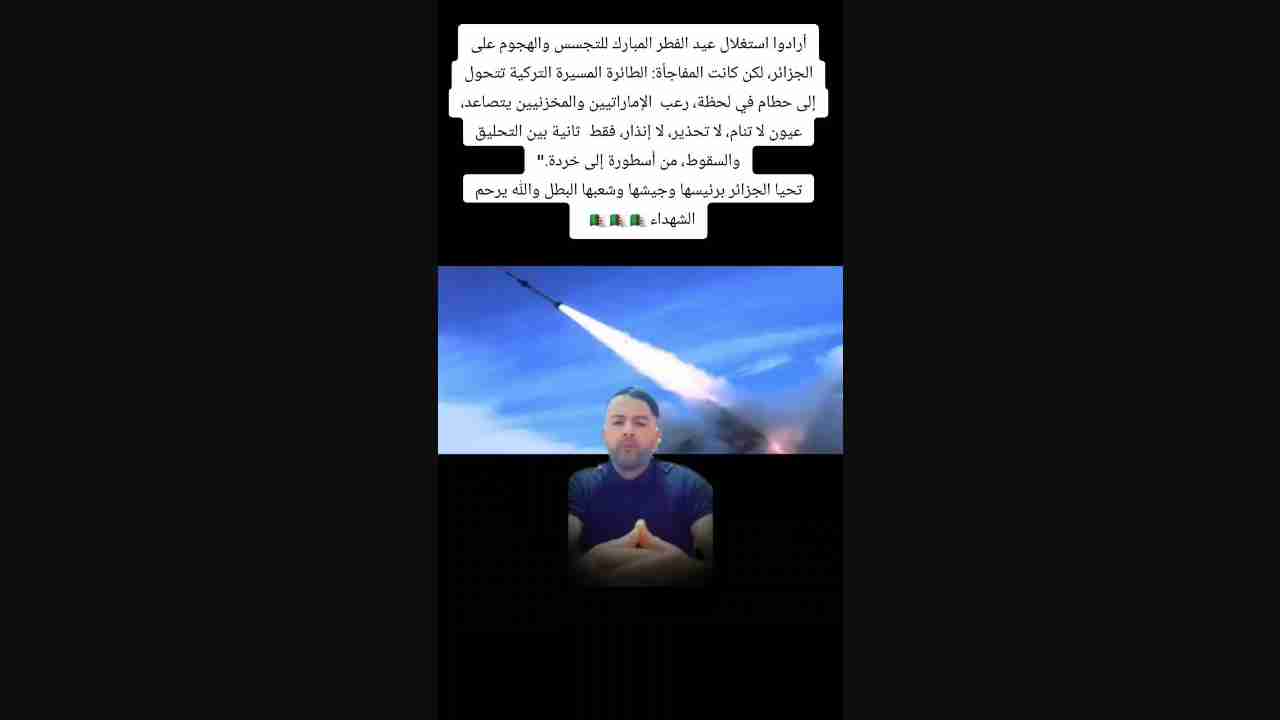 أرادوا استغلال عيد الفطر المبارك للتجسس والهجوم على
الجزائر، لكن كانت المفاجأة: الطائرة المسيرة التركية تتحول
إلى حطام في لحظة، رعب الإماراتيين والمخزنيين يتصاعد،
عيون لا تنام، لا تحذير، لا إنذار، فقط ثانية بين التحليق
والسقوط، من أسطورة إلى خردة."
تحيا الجزائر برئيسها وجيشها وشعبها البطل والله يرحم
الشهداء 🇩🇿🇩🇿🇩🇿